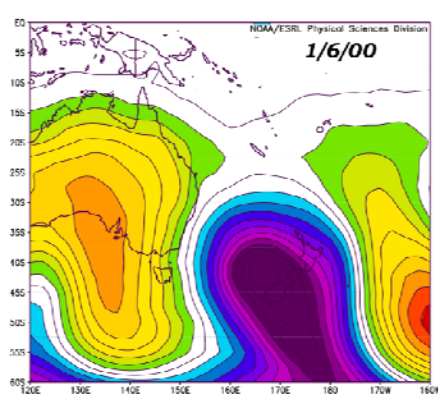 EQ
NOAA/ESRL Physical Sciences Division
1/6/00
5S
10S
15S
20S
25S
30S
35S
40S
45S
50S
55S
60S
120E 130E 140E 150E 160E 170E 180 170W 160W